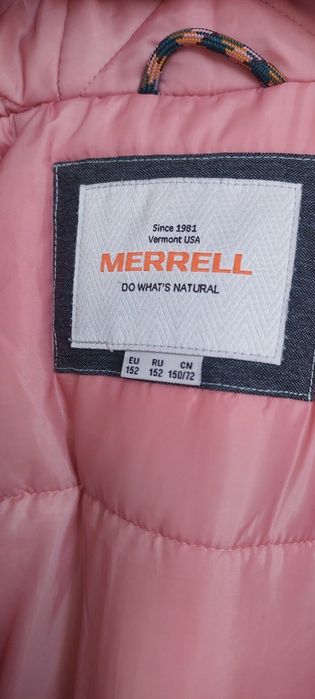 Since 1981
Vermont USA
MERRELL
DO WHAT'S NATURAL
EU RU CN
152 152 150/72